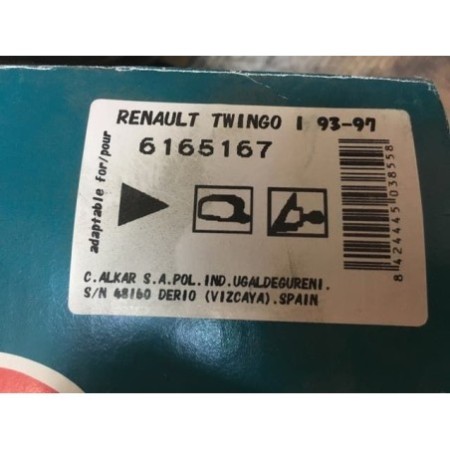 RENAULT TWINGO I 93-97
6165167
adaptable for/pour
C.ALKAR S.A.POL.IND.UGALDEGURENI.
S/N 48160 DERIO (VIZCAYA).SPAIN
8424445038558